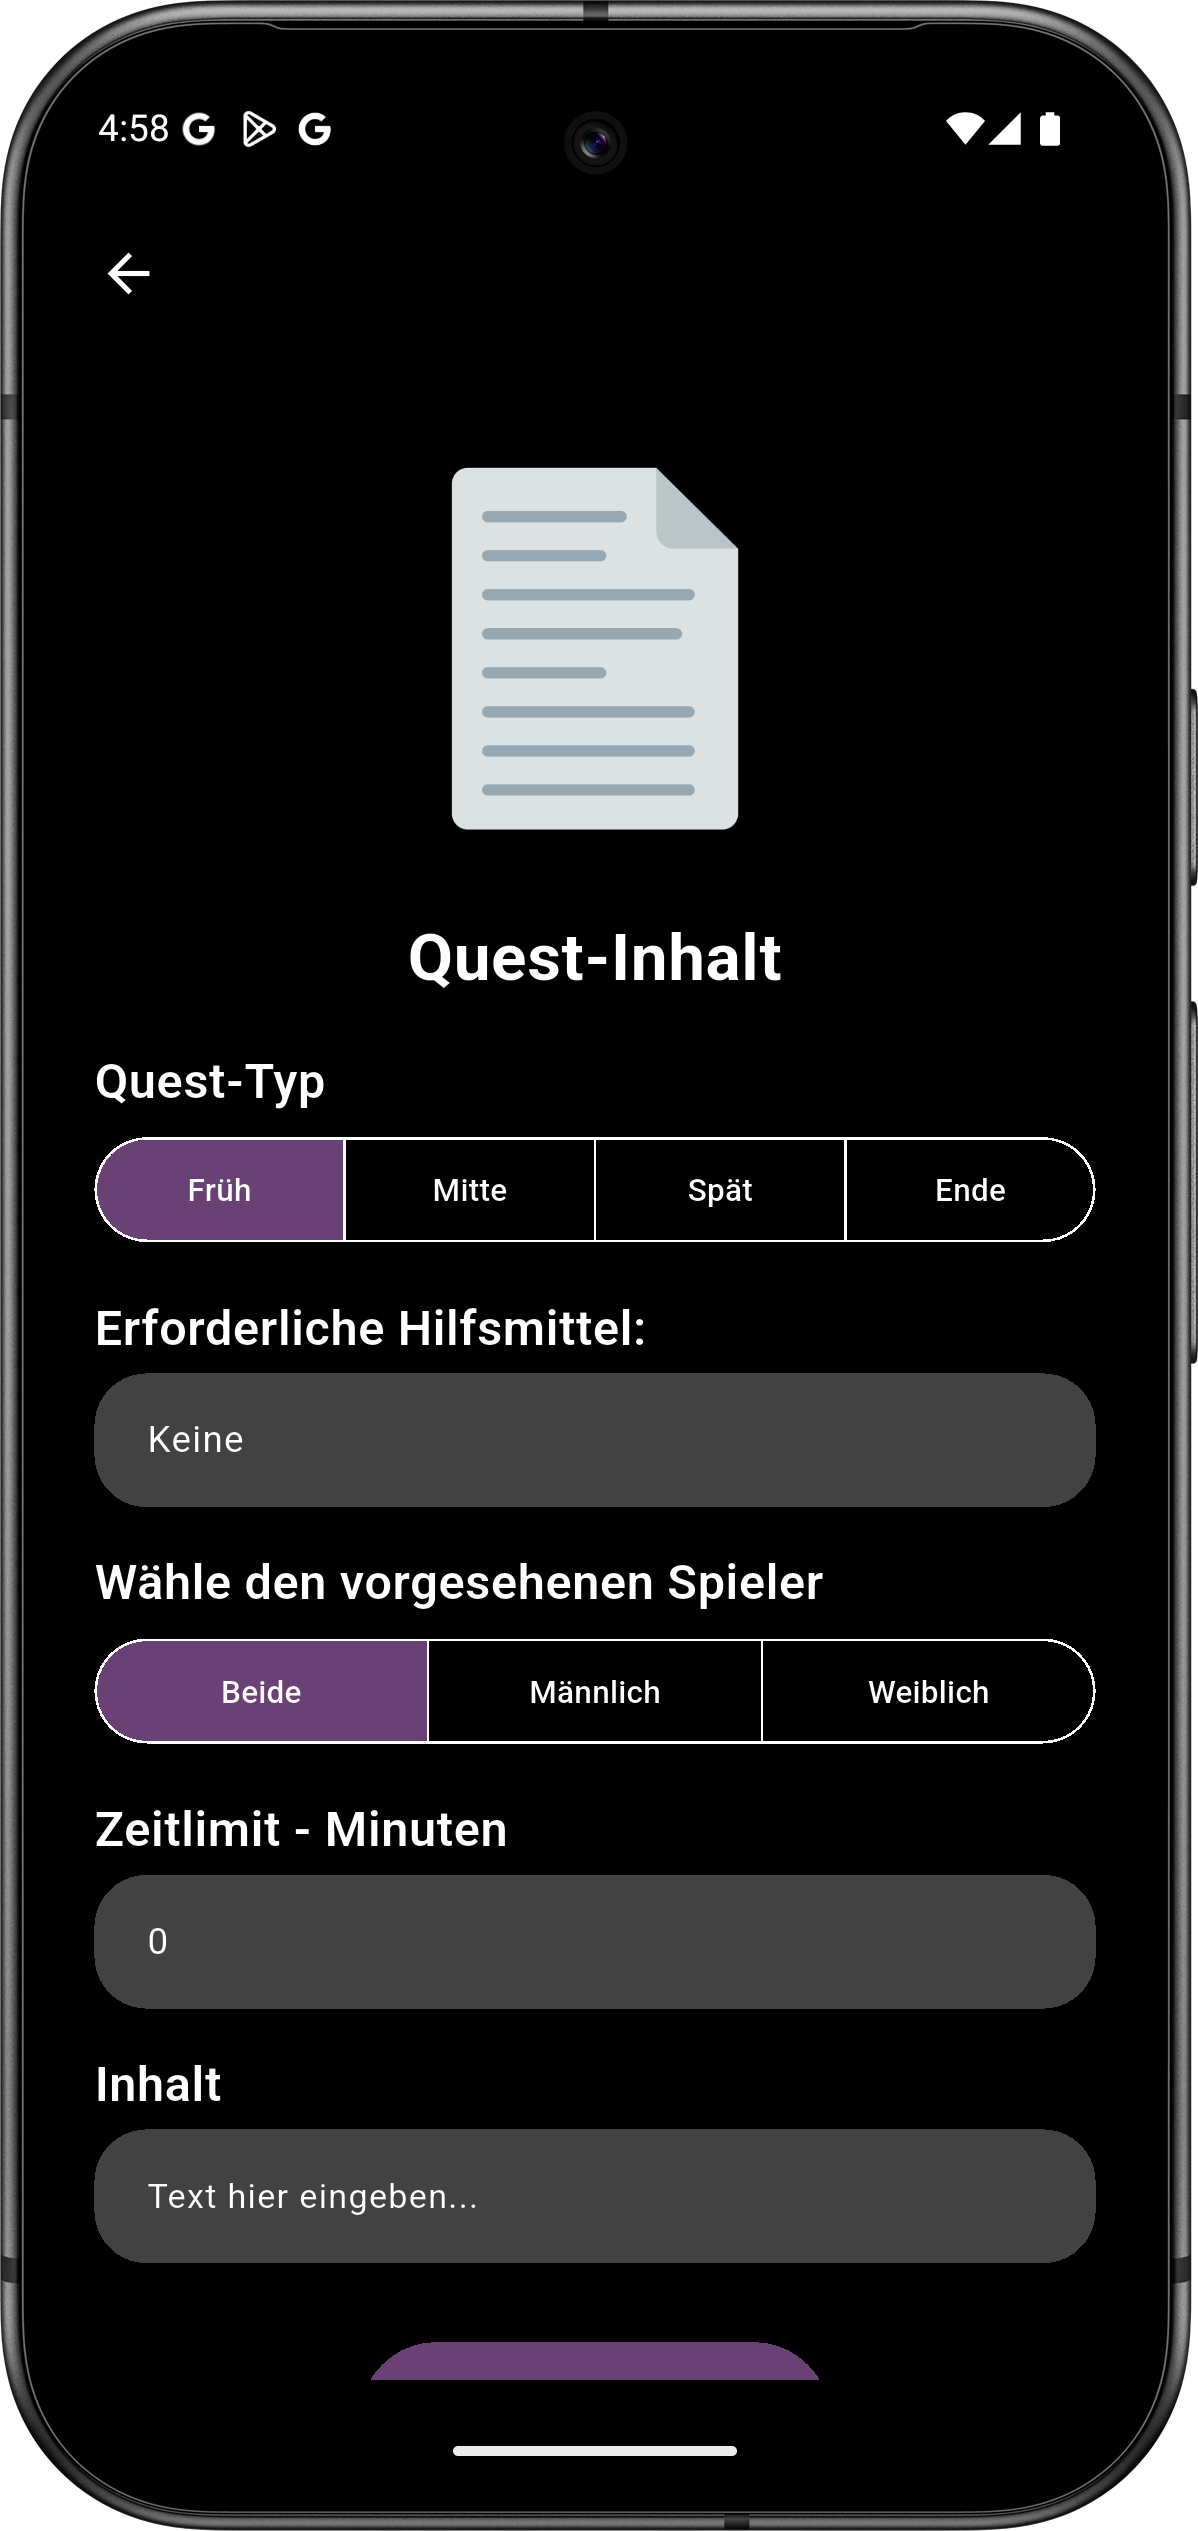 4:58
Quest-Inhalt
Quest-Typ
Früh Mitte Spät Ende
Erforderliche Hilfsmittel:
Keine
Wähle den vorgesehenen Spieler
Beide Männlich Weiblich
Zeitlimit - Minuten
0
Inhalt
Text hier eingeben...